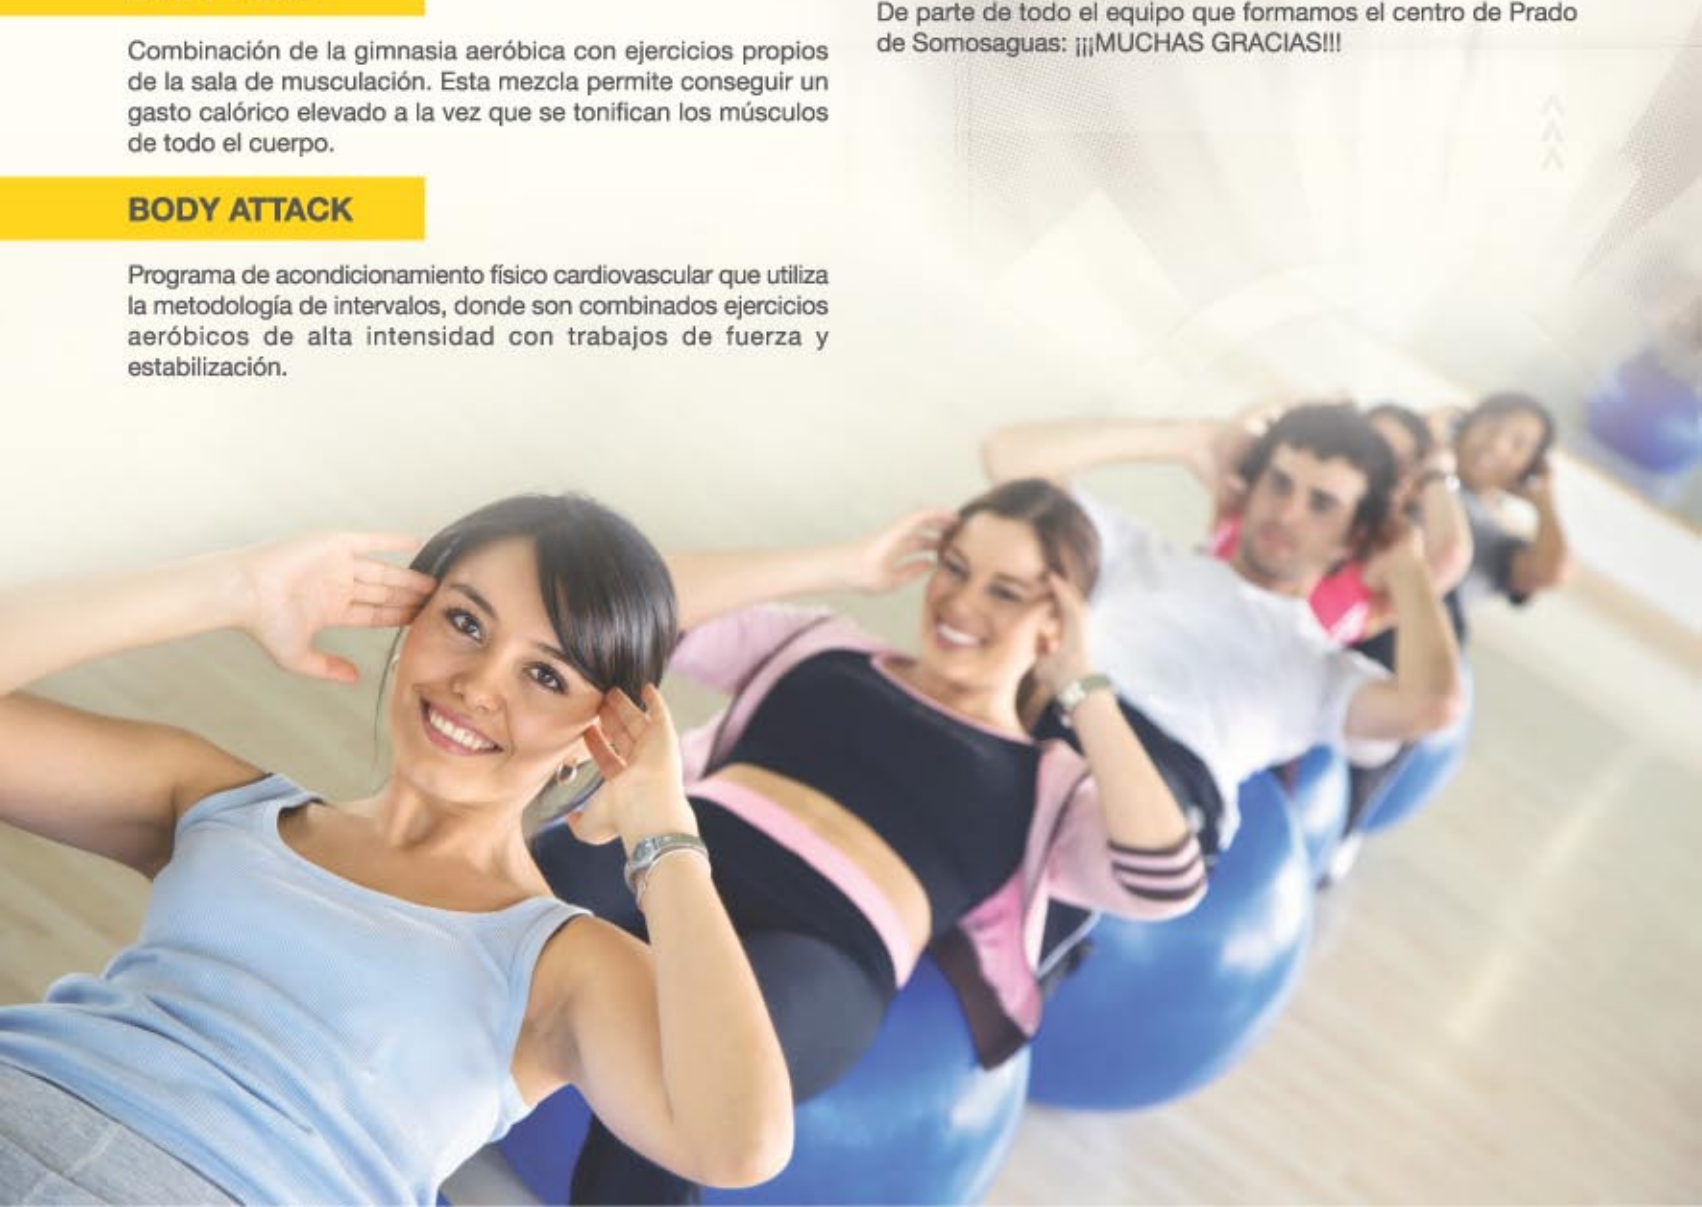 Combinación de la gimnasia aeróbica con ejercicios propios
de la sala de musculación. Esta mezcla permite conseguir un
gasto calórico elevado a la vez que se tonifican los músculos
de todo el cuerpo.
BODY ATTACK
Programa de acondicionamiento físico cardiovascular que utiliza
la metodología de intervalos, donde son combinados ejercicios
aeróbicos de alta intensidad con trabajos de fuerza y
estabilización.
De parte de todo el equipo que formamos el centro de Prado
de Somosaguas: ¡¡¡MUCHAS GRACIAS!!!